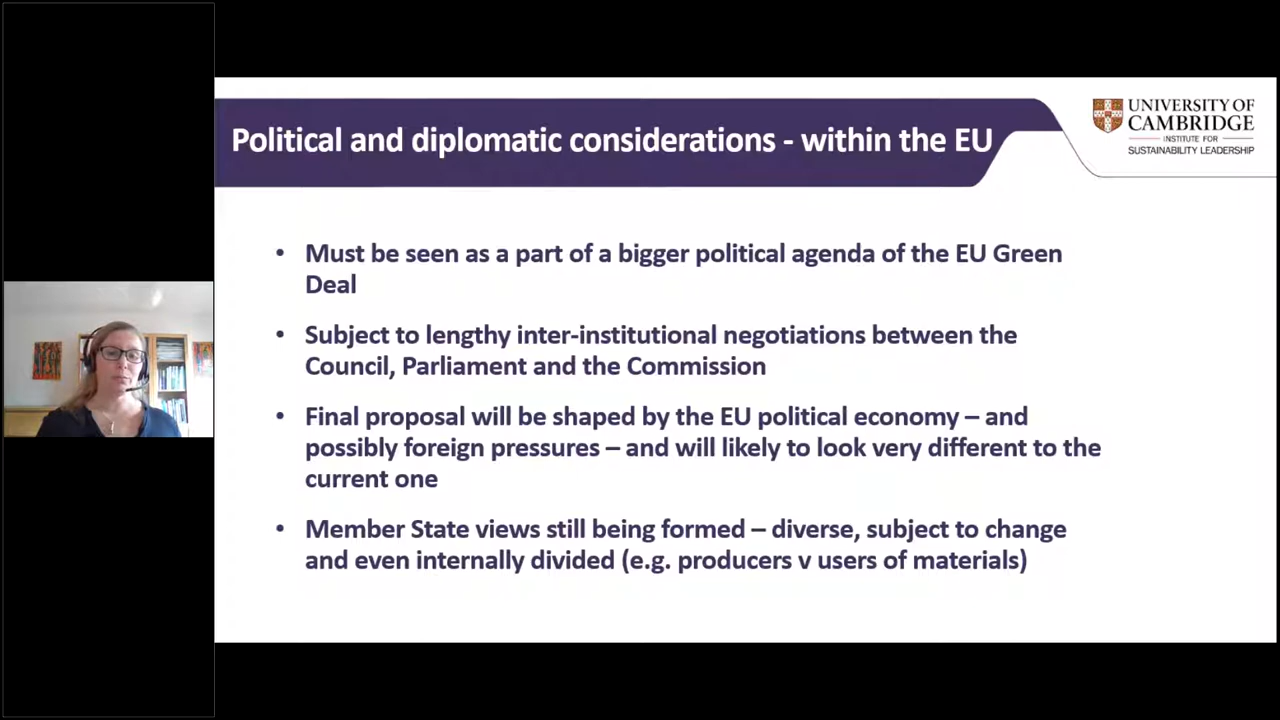 Political and diplomatic considerations - within the EU
UNIVERSITY OF
CAMBRIDGE
INSTITUTE FOR
SUSTAINABILITY LEADERSHIP
• Must be seen as a part of a bigger political agenda of the EU Green
Deal
• Subject to lengthy inter-institutional negotiations between the
Council, Parliament and the Commission
• Final proposal will be shaped by the EU political economy – and
possibly foreign pressures – and will likely to look very different to the
current one
• Member State views still being formed – diverse, subject to change
and even internally divided (e.g. producers v users of materials)